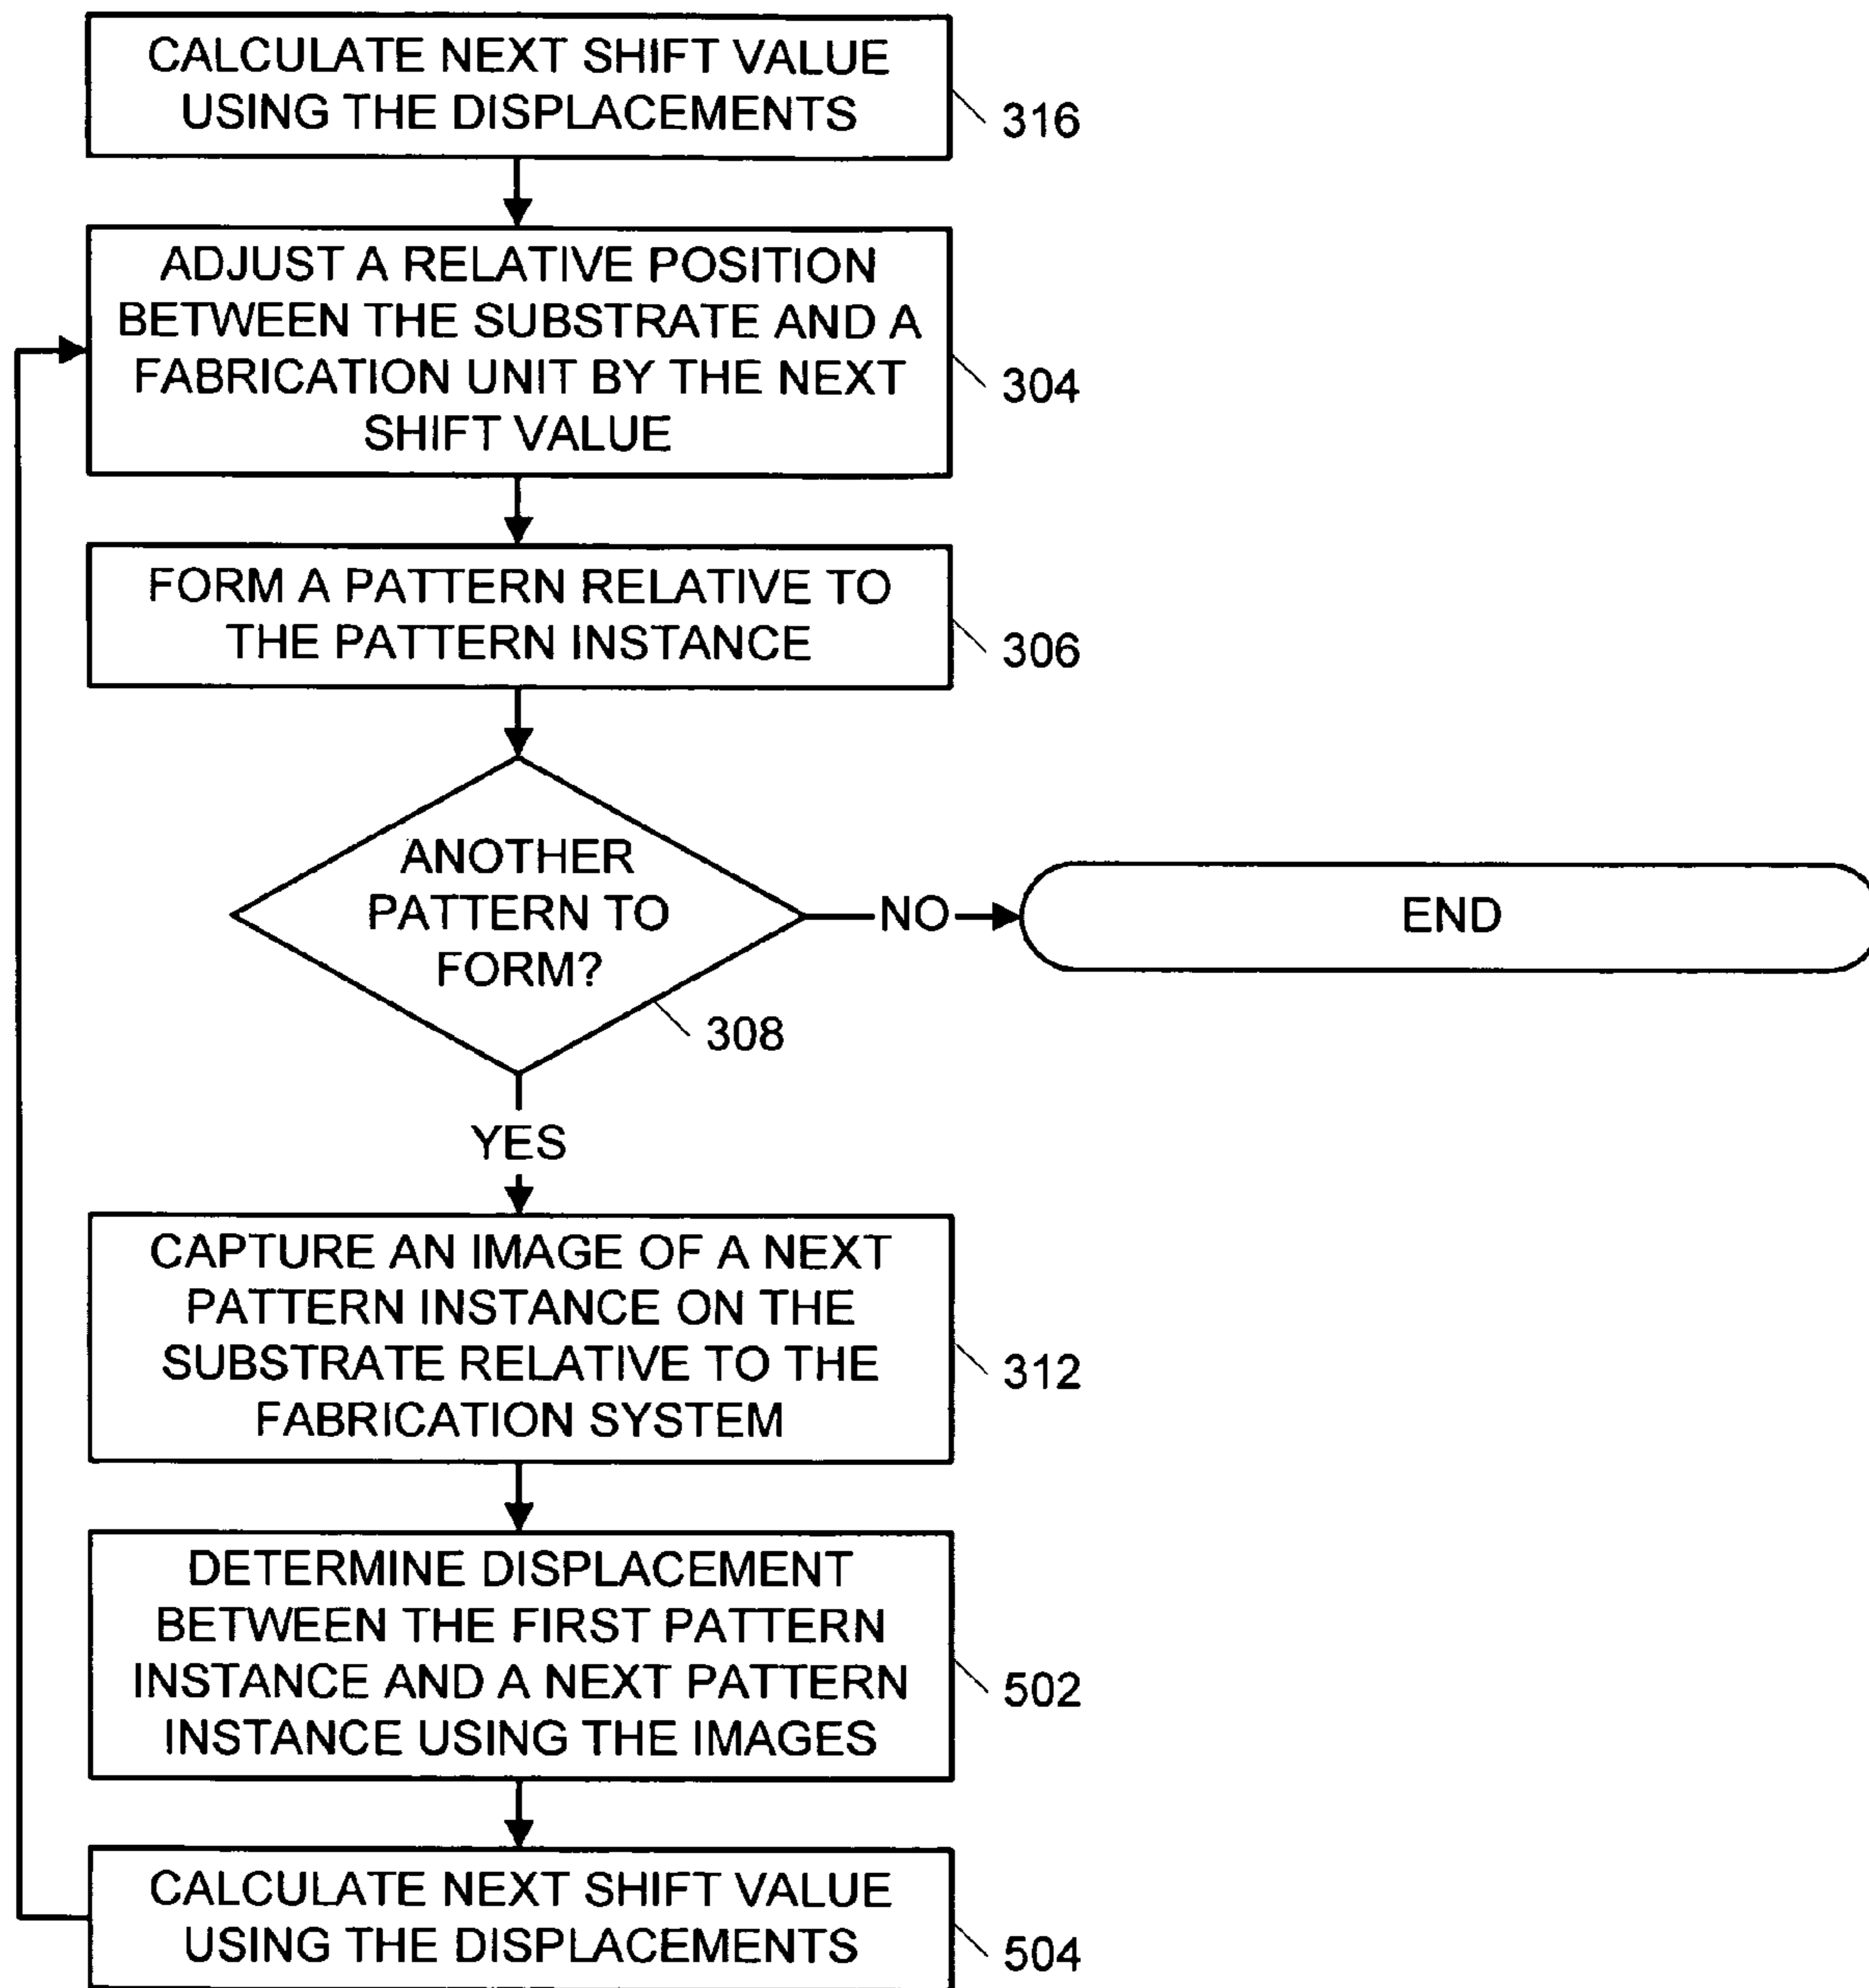 CALCULATE NEXT SHIFT VALUE
USING THE DISPLACEMENTS
316
ADJUST A RELATIVE POSITION
BETWEEN THE SUBSTRATE AND A
FABRICATION UNIT BY THE NEXT
SHIFT VALUE
304
FORM A PATTERN RELATIVE TO
THE PATTERN INSTANCE
306
ANOTHER
PATTERN TO
FORM?
308
NO
END
YES
CAPTURE AN IMAGE OF A NEXT
PATTERN INSTANCE ON THE
SUBSTRATE RELATIVE TO THE
FABRICATION SYSTEM
312
DETERMINE DISPLACEMENT
BETWEEN THE FIRST PATTERN
INSTANCE AND A NEXT PATTERN
INSTANCE USING THE IMAGES
502
CALCULATE NEXT SHIFT VALUE
USING THE DISPLACEMENTS
504